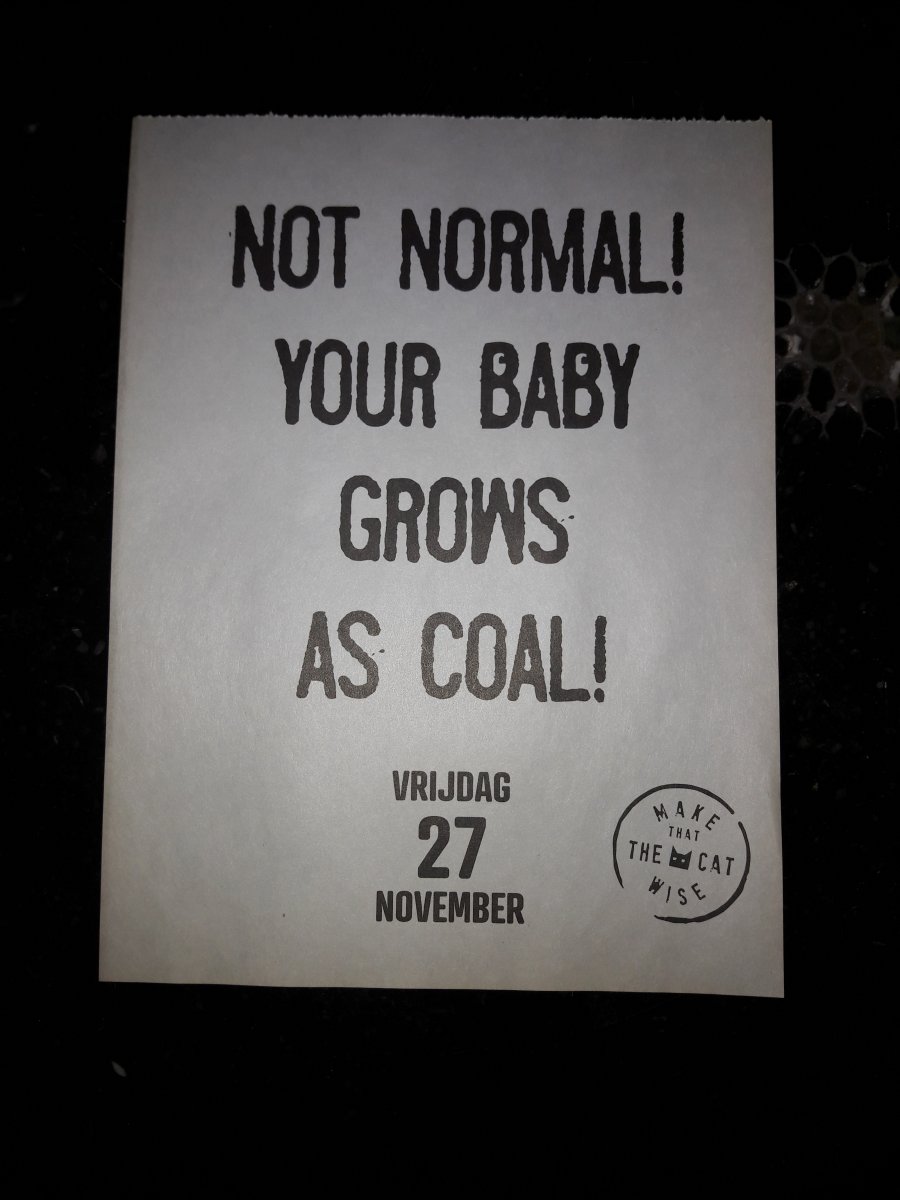 NOT NORMAL!
YOUR BABY
GROWS
AS COAL!
VRIJDAG
27
NOVEMBER
MAKE
THAT
THE CAT
WISE